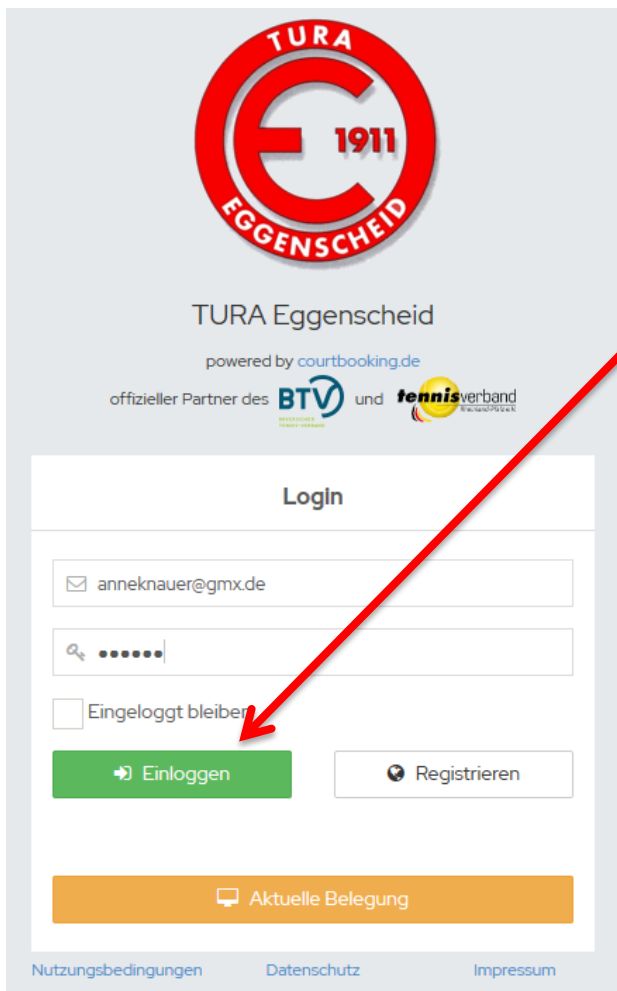 TURA
1911
EGGENSCHEID
TURA Eggenscheid
powered by courtbooking.de
offizieller Partner des BTV und tennisverband
Login
anneknauer@gmx.de
••••••
Eingeloggt bleiben
Einloggen
Registrieren
Aktuelle Belegung
Nutzungsbedingungen Datenschutz Impressum